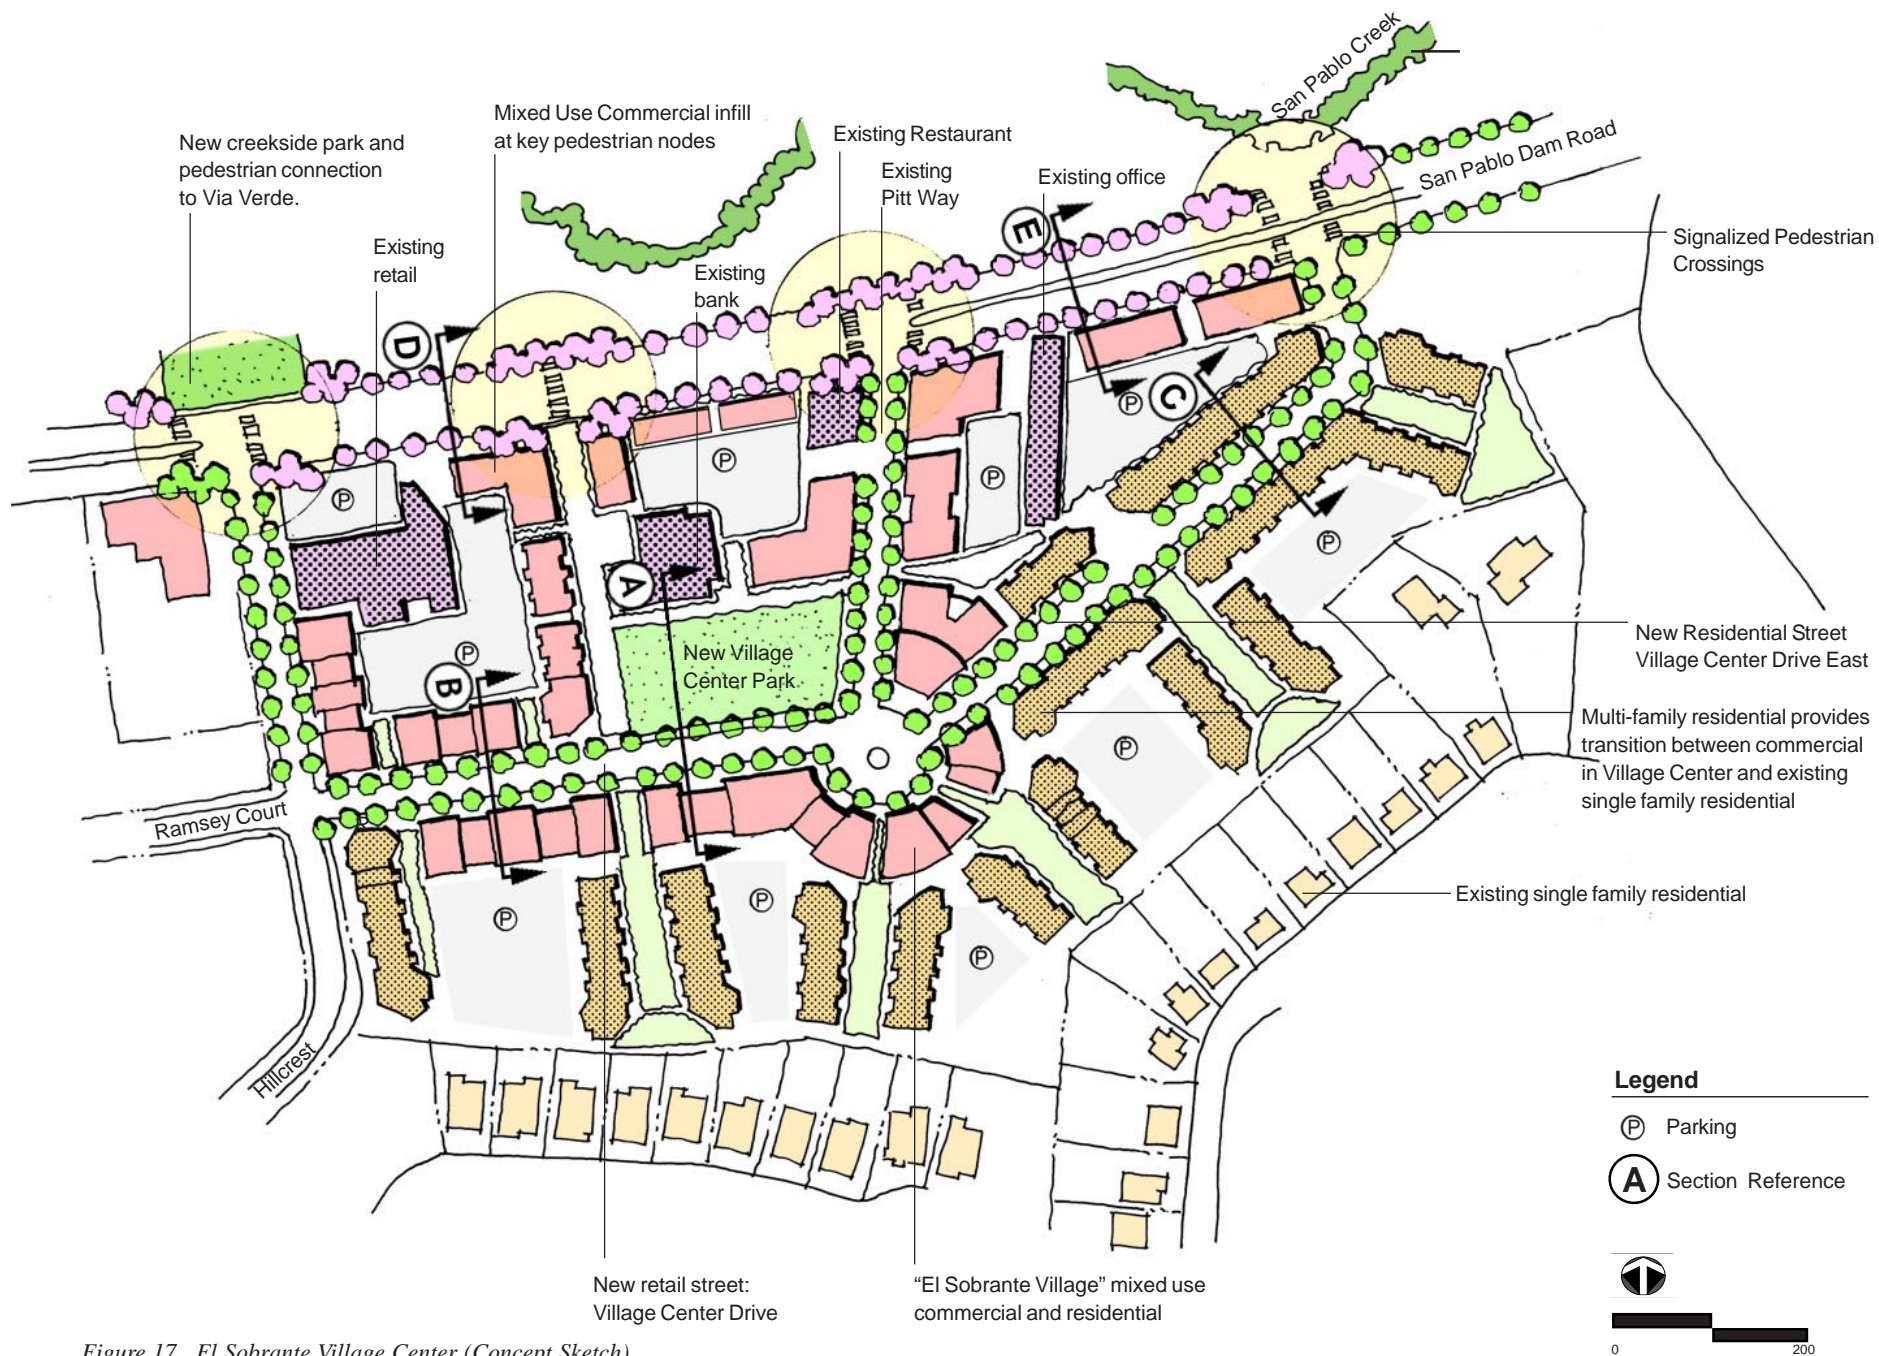 San Pablo Creek
Mixed Use Commercial infill
at key pedestrian nodes
New creekside park and
pedestrian connection
to Via Verde.
Existing Restaurant
Existing
Pitt Way
Existing office
San Pablo Dam Road
Signalized Pedestrian
Crossings
Existing
retail
Existing
bank
E
D
C
P
P
P
P
A
P
P
B
New Village
Center Park
New Residential Street
Village Center Drive East
Multi-family residential provides
transition between commercial
in Village Center and existing
single family residential
P
Ramsey Court
Existing single family residential
P
P
P
Hillcrest
Legend
P Parking
A Section Reference
New retail street:
Village Center Drive
“El Sobrante Village” mixed use
commercial and residential
0 200
Figure 17 El Sobrante Village Center (Concept Sketch)